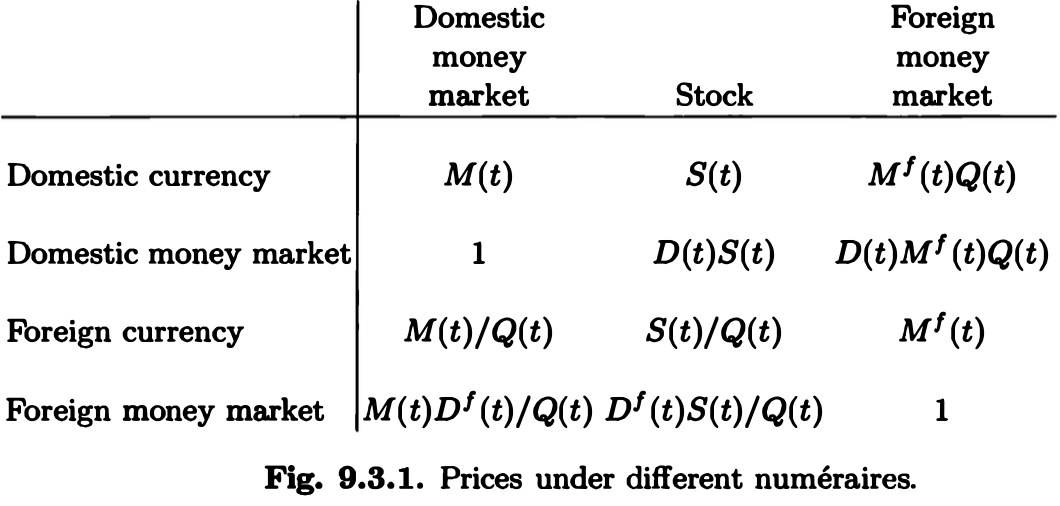 Domestic Foreign
money money
market Stock market
Domestic currency M(t) S(t) M^f(t)Q(t)
Domestic money market 1 D(t)S(t) D(t)M^f(t)Q(t)
Foreign currency M(t)/Q(t) S(t)/Q(t) M^f(t)
Foreign money market M(t)D^f(t)/Q(t) D^f(t)S(t)/Q(t) 1
Fig. 9.3.1. Prices under different numéraires.